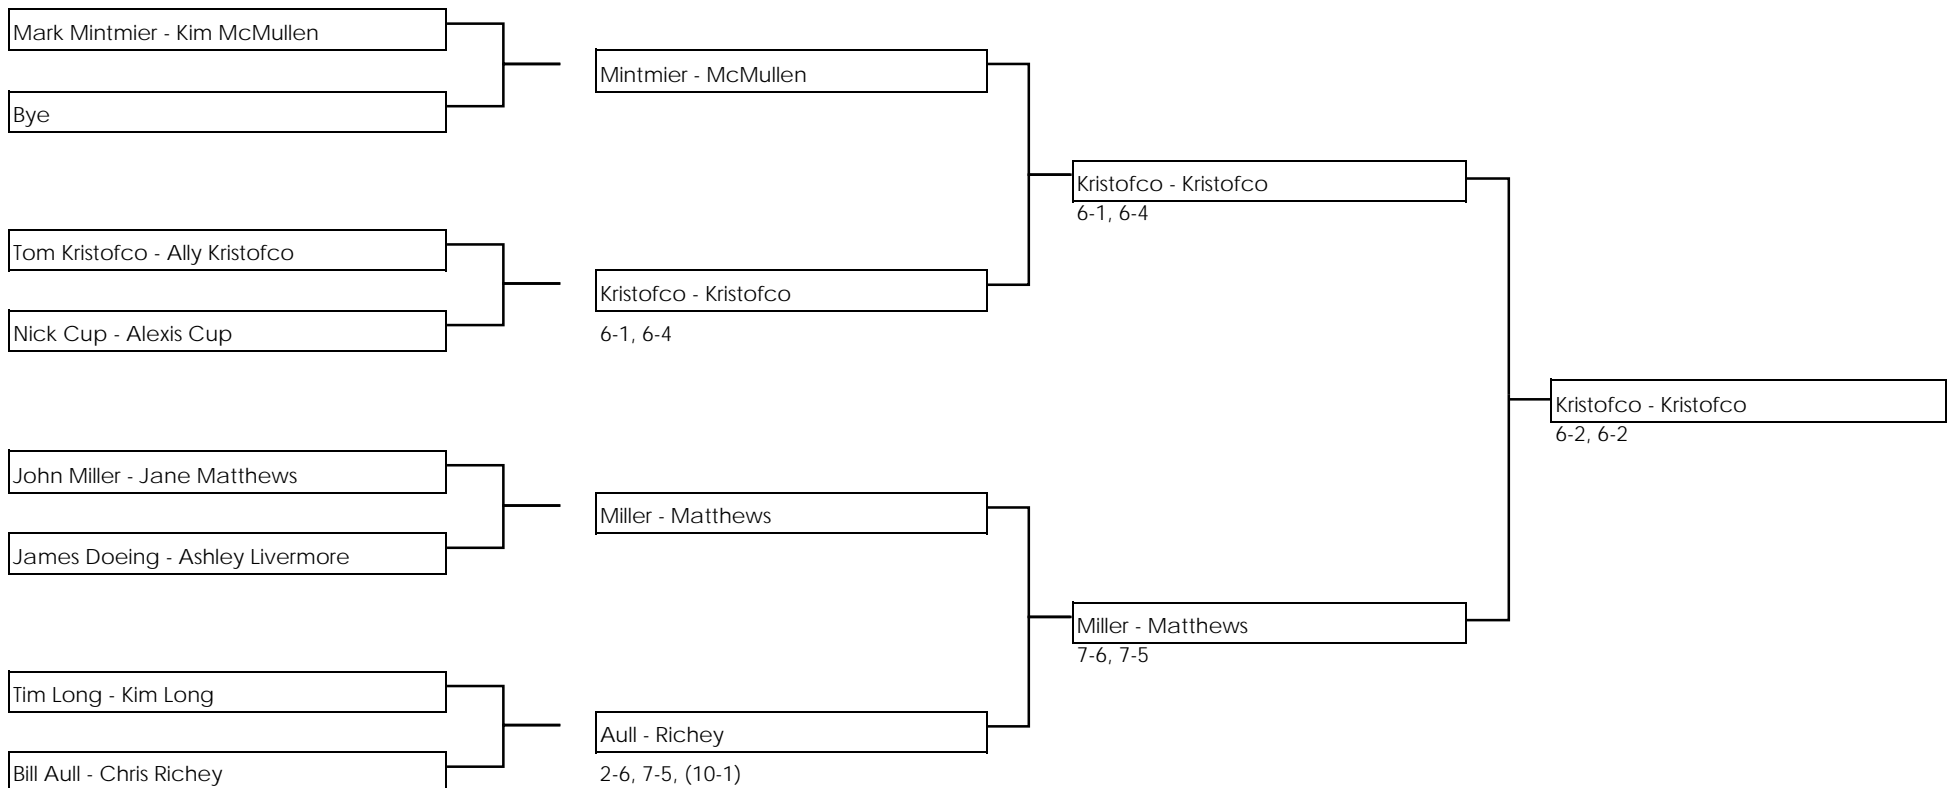 Mark Mintmier - Kim McMullen
Bye
Tom Kristofco - Ally Kristofco
Nick Cup - Alexis Cup
John Miller - Jane Matthews
James Doeing - Ashley Livermore
Tim Long - Kim Long
Bill Aull - Chris Richey
Mintmier - McMullen
Kristofco - Kristofco
6-1, 6-4
Miller - Matthews
Aull - Richey
2-6, 7-5, (10-1)
Kristofco - Kristofco
6-1, 6-4
Miller - Matthews
7-6, 7-5
Kristofco - Kristofco
6-2, 6-2